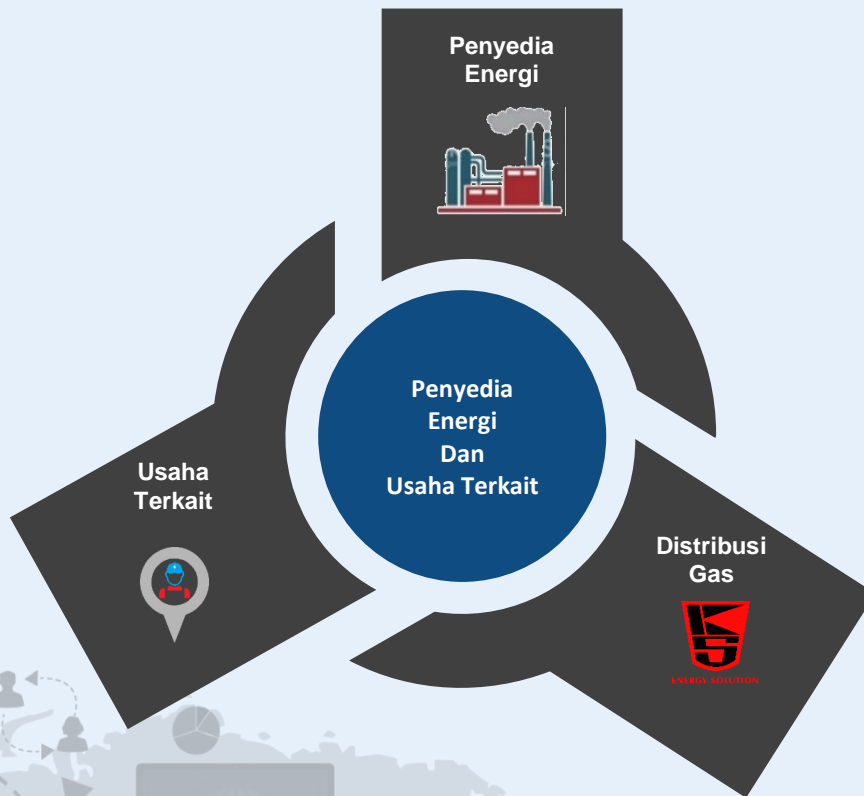 Penyedia
Energi
Penyedia
Energi
Dan
Usaha Terkait
Usaha
Terkait
Distribusi
Gas
ENERGY SOLUTION